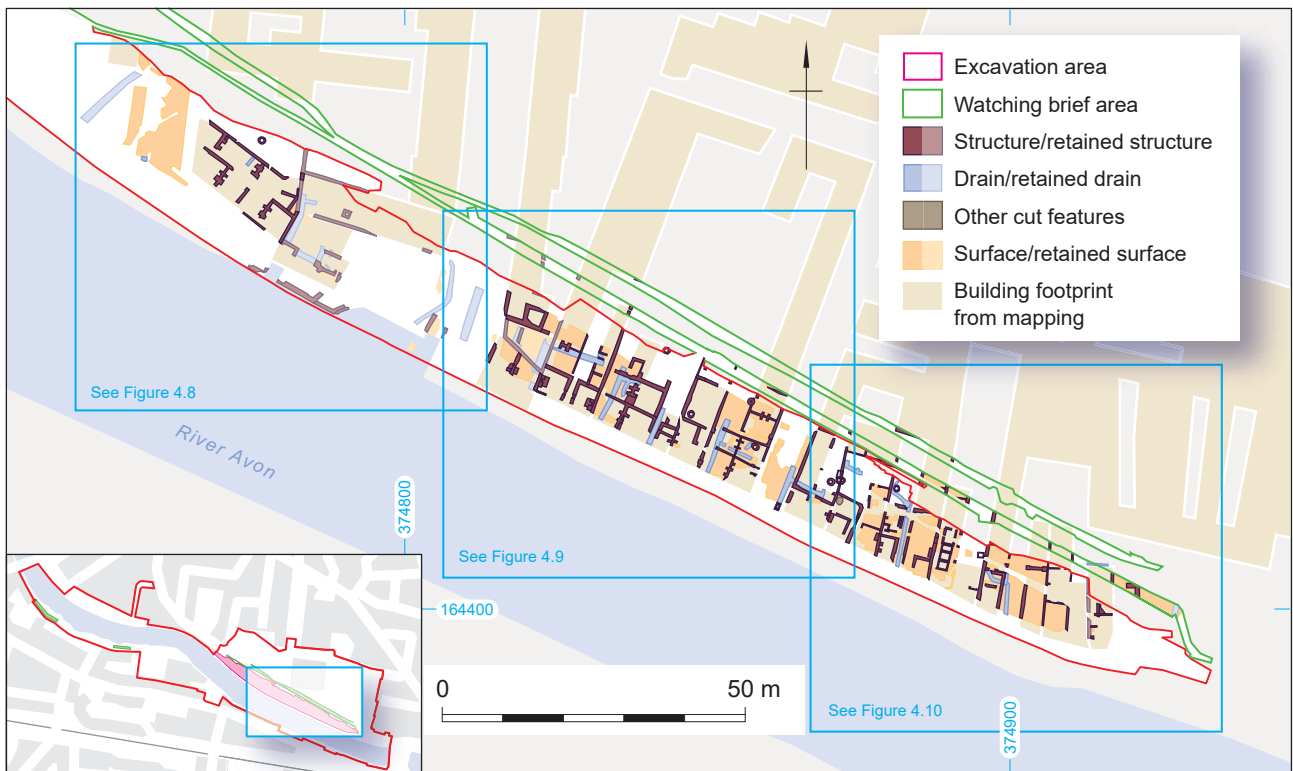 Excavation area
Watching brief area
Structure/retained structure
Drain/retained drain
Other cut features
Surface/retained surface
Building footprint
from mapping
See Figure 4.8
River Avon
374800
See Figure 4.9
164400
0 50 m
See Figure 4.10
374900